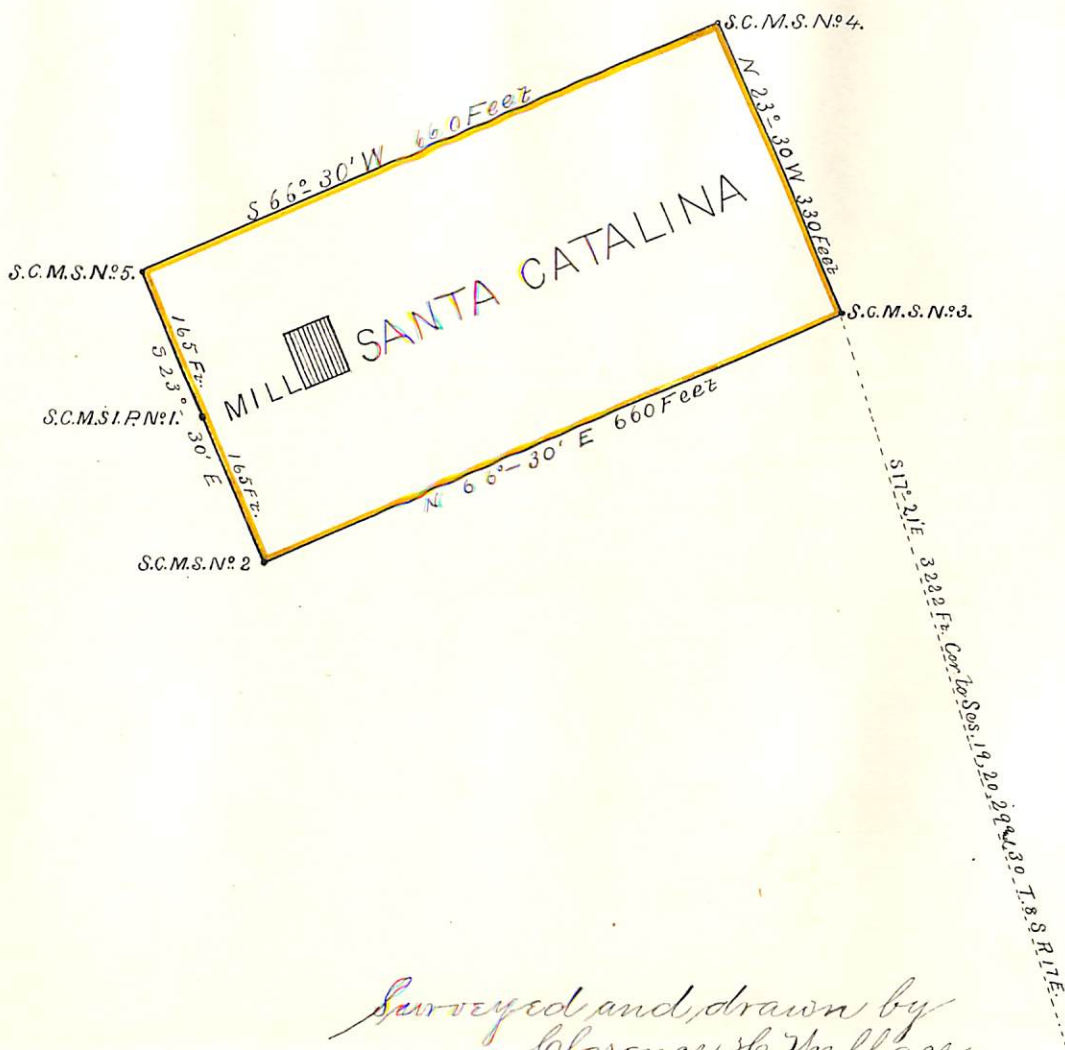 S.C.M.S. Nº 4.
N 23°-30 W 330 Feet
S 66°-30' W 660 Feet
S.C.M.S. Nº 5.
SANTA CATALINA
S.C.M.S. Nº 3.
165 Ft.
S 23° 30' E
MILL
S.C.M.S I.P. Nº 1.
165 Ft.
N 66°-30' E 660 Feet
S.C.M.S. Nº 2
S 17°-21' E 3222 Ft. Cor to Secs. 19, 20, 29 & 30 T. 8 S R 17 E
Surveyed and drawn by